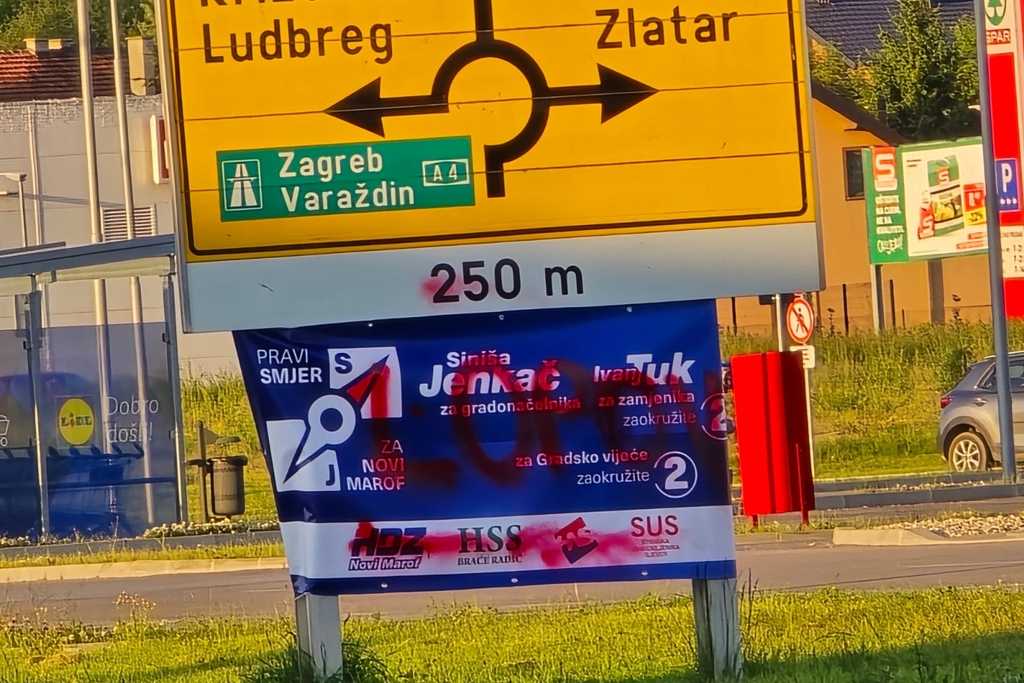 Ludbreg
Zlatar
Zagreb
Varaždin
A 4
250 m
SPAR
P
S
LIDL
Dobro
došli!
PRAVI
SMJER
S
J
ZA
NOVI
MAROF
Siniša
Jenkač
za gradonačelnika
Ivan Tuk
za zamjenika
zaokružite 2
za Gradsko vijeće
zaokružite 2
HDZ
Novi Marof
HSS
BRAĆE RADIĆ
SUS